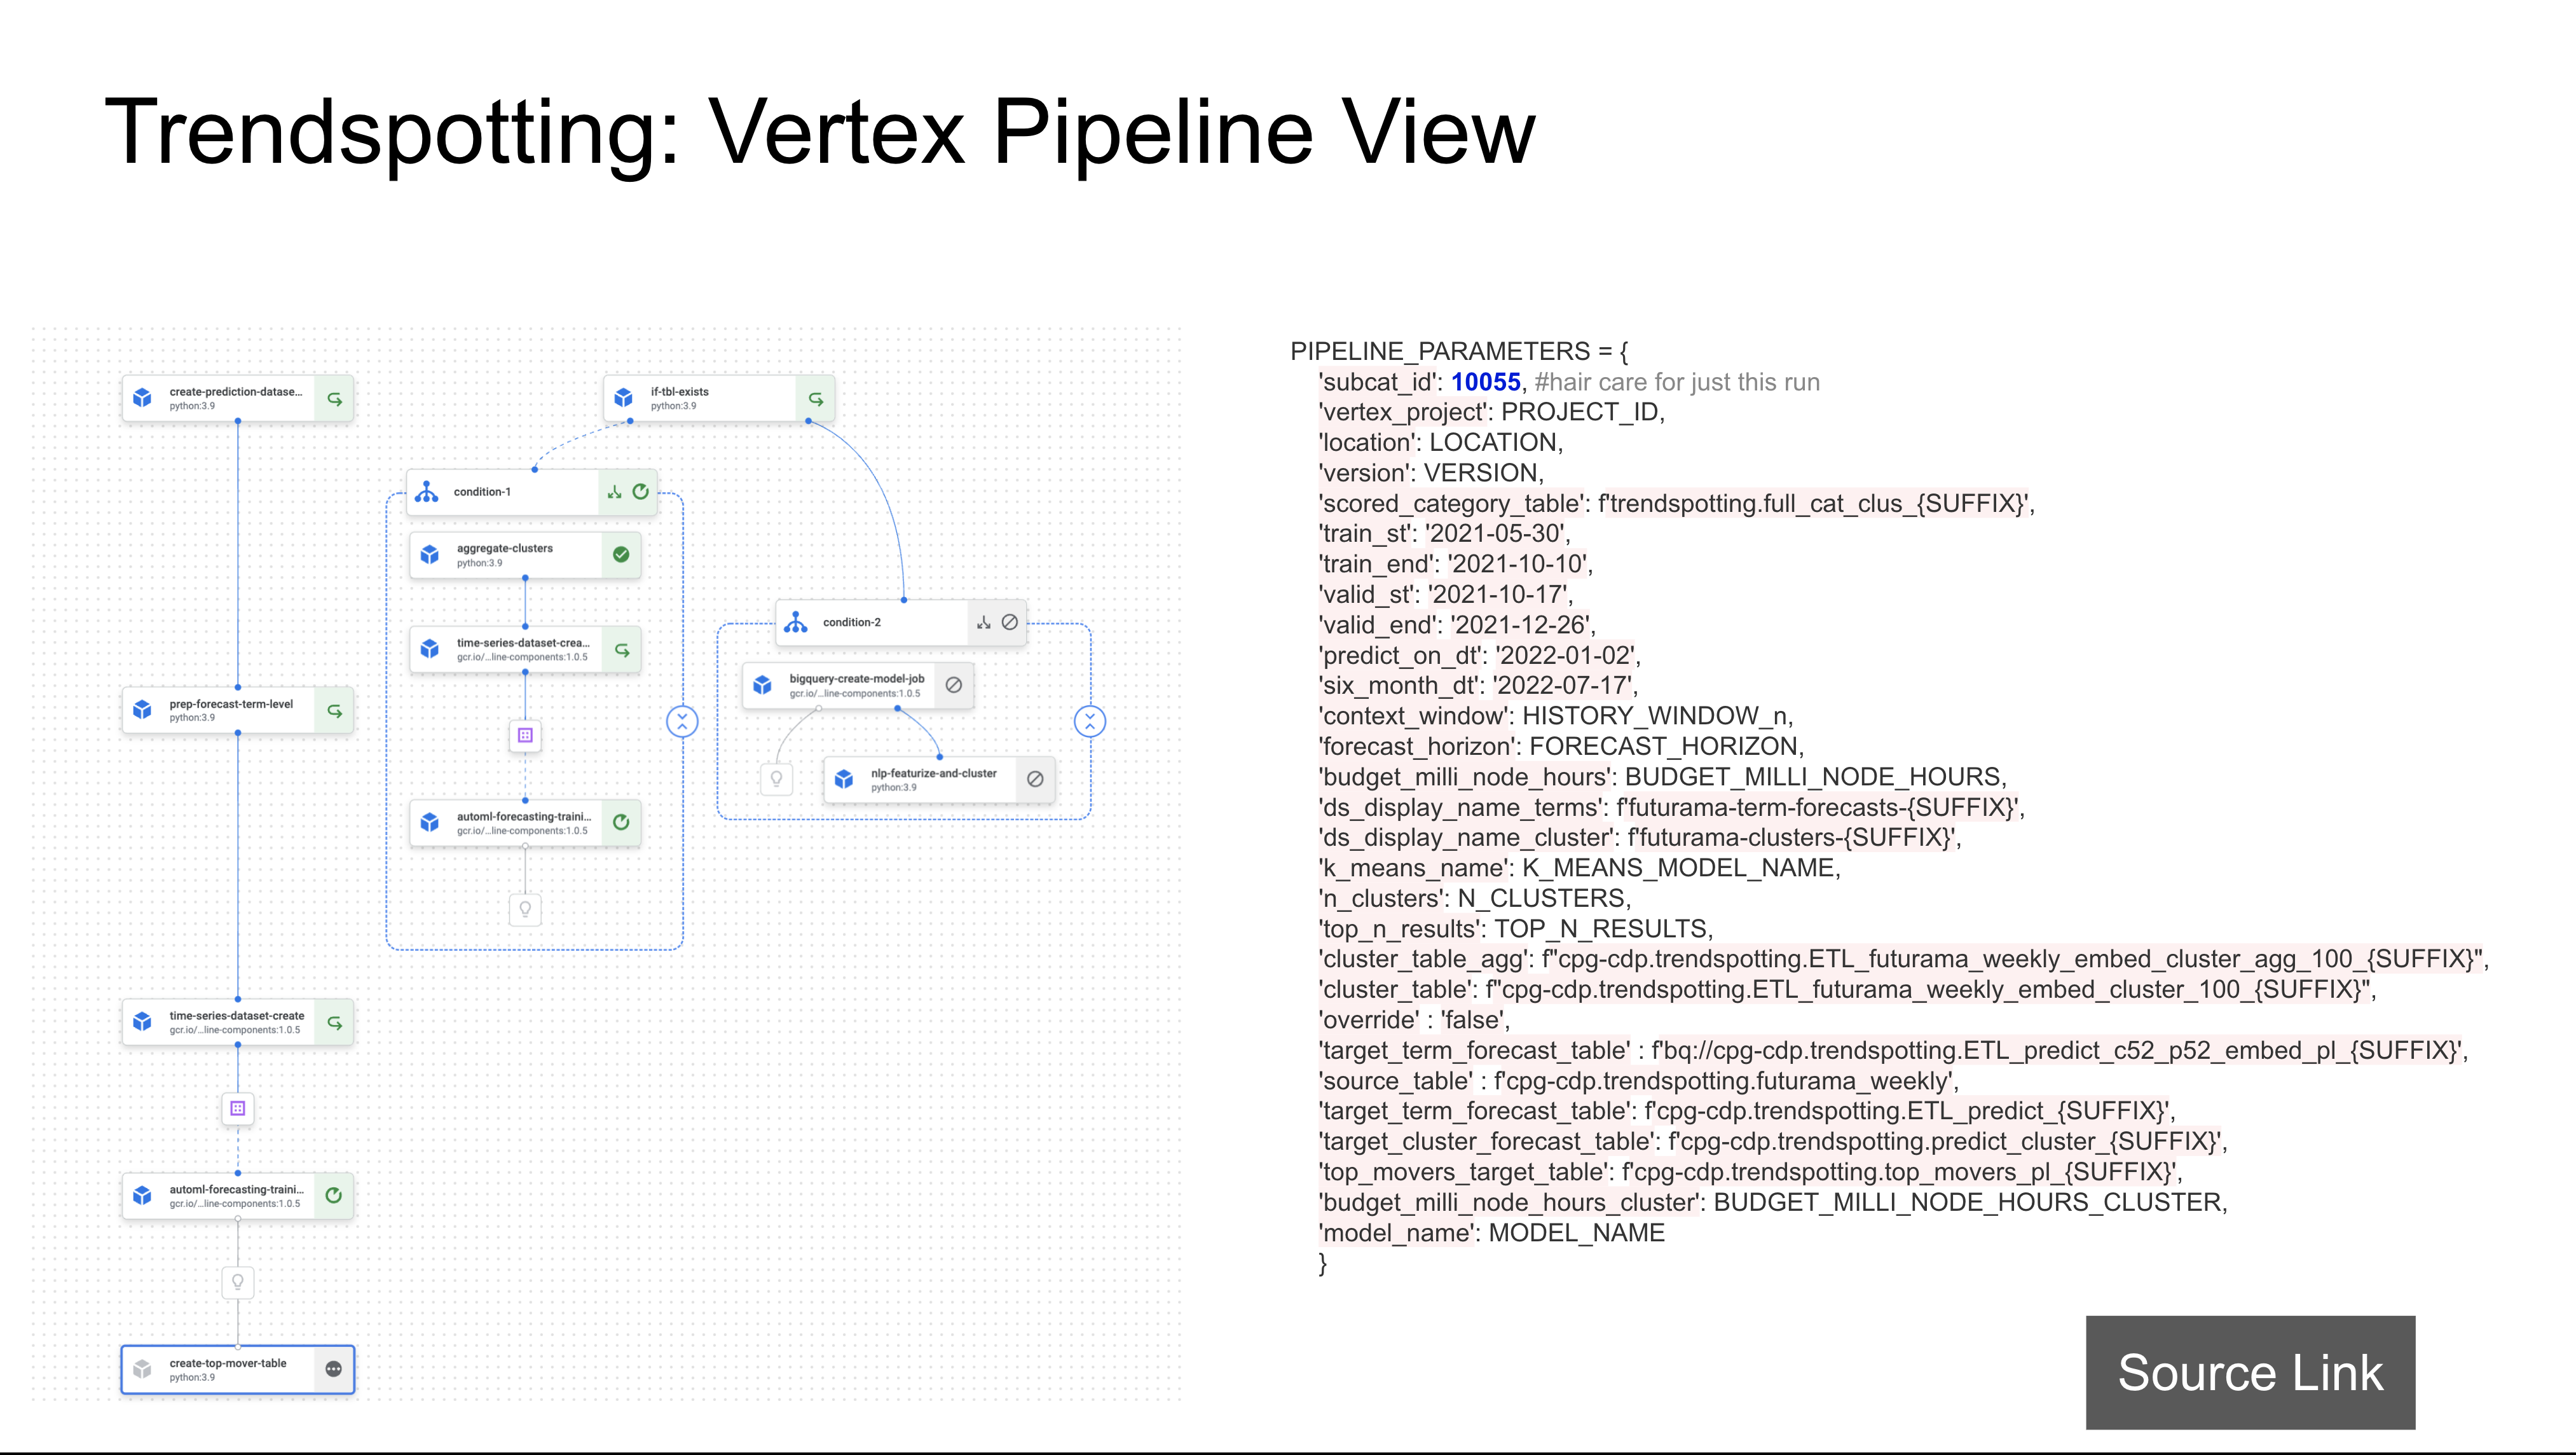 Trendspotting: Vertex Pipeline View
create-prediction-datase...
python:3.9
if-tbl-exists
python:3.9
condition-1
aggregate-clusters
python:3.9
time-series-dataset-crea...
gcr.io/...line-components:1.0.5
automl-forecasting-traini...
gcr.io/...line-components:1.0.5
condition-2
bigquery-create-model-job
gcr.io/...line-components:1.0.5
nlp-featurize-and-cluster
python:3.9
prep-forecast-term-level
python:3.9
time-series-dataset-create
gcr.io/...line-components:1.0.5
automl-forecasting-traini...
gcr.io/...line-components:1.0.5
create-top-mover-table
python:3.9
PIPELINE_PARAMETERS = {
'subcat_id': 10055, #hair care for just this run
'vertex_project': PROJECT_ID,
'location': LOCATION,
'version': VERSION,
'scored_category_table': f'trendspotting.full_cat_clus_{SUFFIX}',
'train_st': '2021-05-30',
'train_end': '2021-10-10',
'valid_st': '2021-10-17',
'valid_end': '2021-12-26',
'predict_on_dt': '2022-01-02',
'six_month_dt': '2022-07-17',
'context_window': HISTORY_WINDOW_n,
'forecast_horizon': FORECAST_HORIZON,
'budget_milli_node_hours': BUDGET_MILLI_NODE_HOURS,
'ds_display_name_terms': f'futurama-term-forecasts-{SUFFIX}',
'ds_display_name_cluster': f'futurama-clusters-{SUFFIX}',
'k_means_name': K_MEANS_MODEL_NAME,
'n_clusters': N_CLUSTERS,
'top_n_results': TOP_N_RESULTS,
'cluster_table_agg': f"cpg-cdp.trendspotting.ETL_futurama_weekly_embed_cluster_agg_100_{SUFFIX}",
'cluster_table': f"cpg-cdp.trendspotting.ETL_futurama_weekly_embed_cluster_100_{SUFFIX}",
'override' : 'false',
'target_term_forecast_table' : f'bq://cpg-cdp.trendspotting.ETL_predict_c52_p52_embed_pl_{SUFFIX}',
'source_table' : f'cpg-cdp.trendspotting.futurama_weekly',
'target_term_forecast_table': f'cpg-cdp.trendspotting.ETL_predict_{SUFFIX}',
'target_cluster_forecast_table': f'cpg-cdp.trendspotting.predict_cluster_{SUFFIX}',
'top_movers_target_table': f'cpg-cdp.trendspotting.top_movers_pl_{SUFFIX}',
'budget_milli_node_hours_cluster': BUDGET_MILLI_NODE_HOURS_CLUSTER,
'model_name': MODEL_NAME
}
Source Link